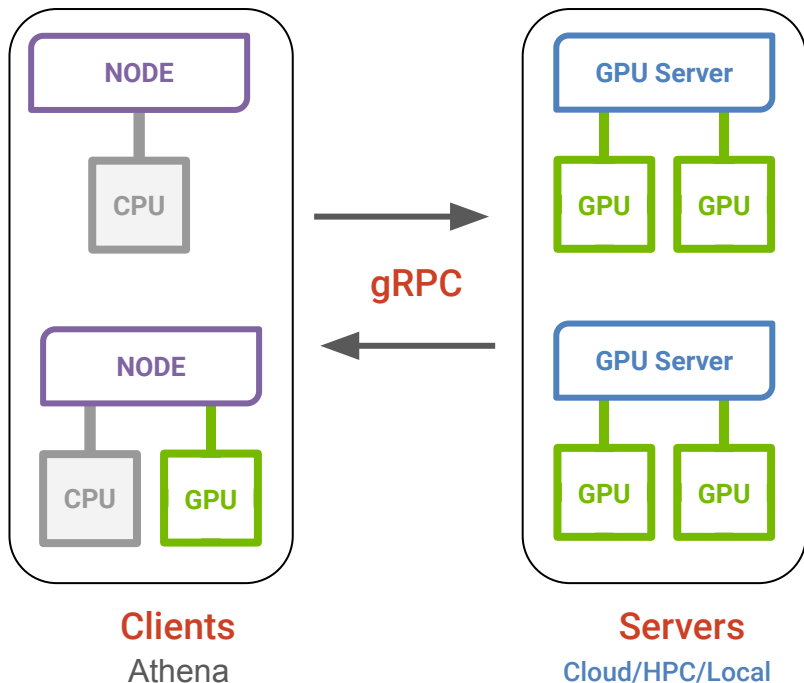 NODE
CPU
NODE
CPU
GPU
gRPC
GPU Server
GPU
GPU
GPU Server
GPU
GPU
Clients
Athena
Servers
Cloud/HPC/Local